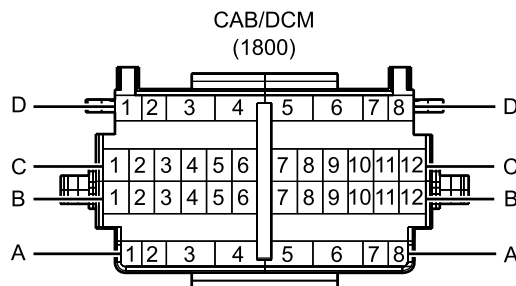 CAB/DCM
(1800)
D 1 2 3 4 5 6 7 8 D
C 1 2 3 4 5 6 7 8 9 10 11 12 C
B 1 2 3 4 5 6 7 8 9 10 11 12 B
A 1 2 3 4 5 6 7 8 A